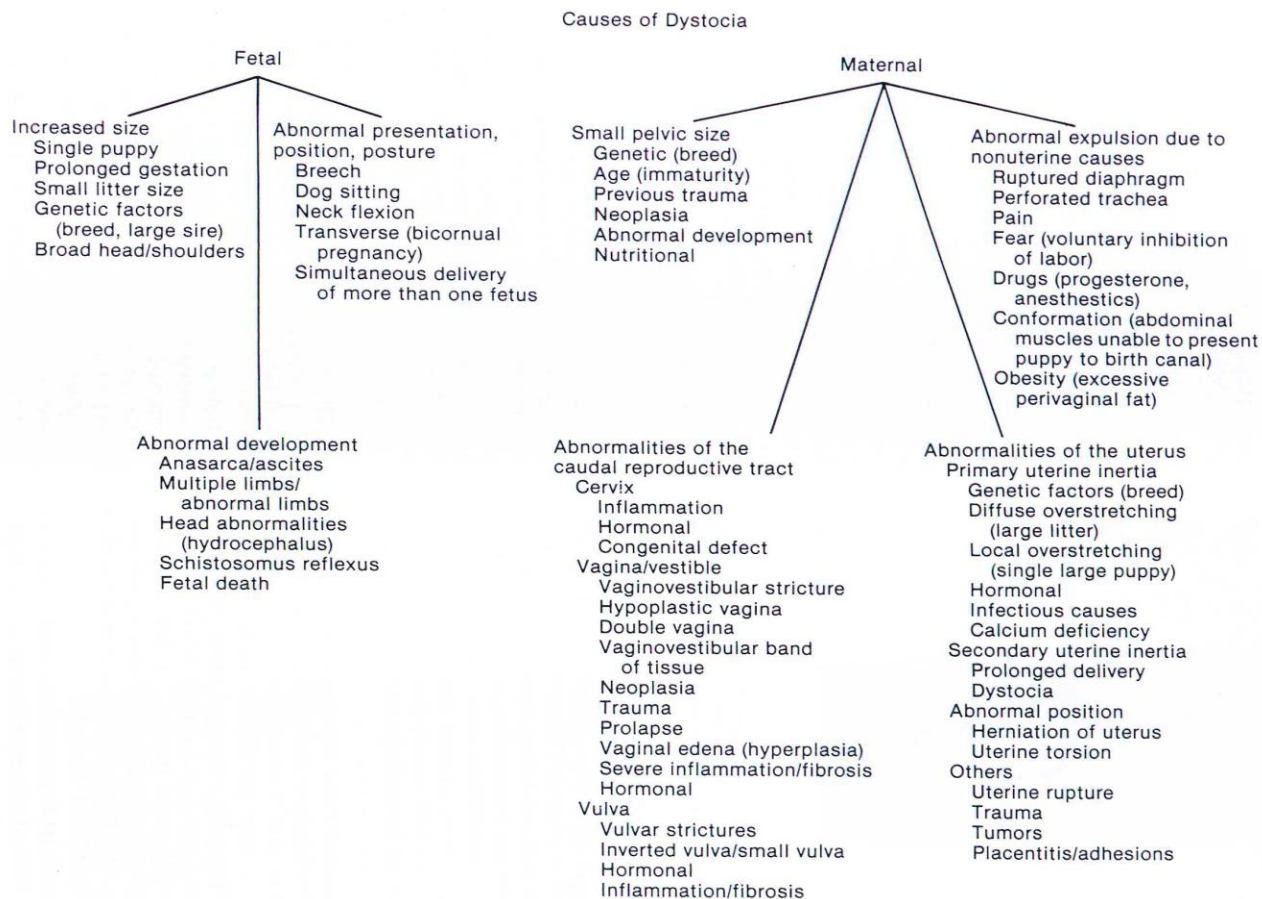 Causes of Dystocia
Fetal
Increased size
Single puppy
Prolonged gestation
Small litter size
Genetic factors
(breed, large sire)
Broad head/shoulders
Abnormal presentation,
position, posture
Breech
Dog sitting
Neck flexion
Transverse (bicornual
pregnancy)
Simultaneous delivery
of more than one fetus
Abnormal development
Anasarca/ascites
Multiple limbs/
abnormal limbs
Head abnormalities
(hydrocephalus)
Schistosomus reflexus
Fetal death
Maternal
Small pelvic size
Genetic (breed)
Age (immaturity)
Previous trauma
Neoplasia
Abnormal development
Nutritional
Abnormal expulsion due to
nonuterine causes
Ruptured diaphragm
Perforated trachea
Pain
Fear (voluntary inhibition
of labor)
Drugs (progesterone,
anesthestics)
Conformation (abdominal
muscles unable to present
puppy to birth canal)
Obesity (excessive
perivaginal fat)
Abnormalities of the
caudal reproductive tract
Cervix
Inflammation
Hormonal
Congenital defect
Vagina/vestible
Vaginovestibular stricture
Hypoplastic vagina
Double vagina
Vaginovestibular band
of tissue
Neoplasia
Trauma
Prolapse
Vaginal edena (hyperplasia)
Severe inflammation/fibrosis
Hormonal
Vulva
Vulvar strictures
Inverted vulva/small vulva
Hormonal
Inflammation/fibrosis
Abnormalities of the uterus
Primary uterine inertia
Genetic factors (breed)
Diffuse overstretching
(large litter)
Local overstretching
(single large puppy)
Hormonal
Infectious causes
Calcium deficiency
Secondary uterine inertia
Prolonged delivery
Dystocia
Abnormal position
Herniation of uterus
Uterine torsion
Others
Uterine rupture
Trauma
Tumors
Placentitis/adhesions